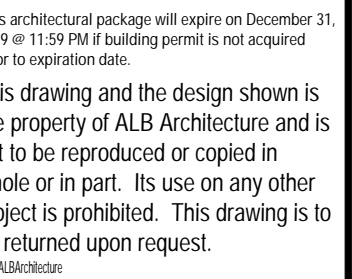 s architectural package will expire on December 31,
9 @ 11:59 PM if building permit is not acquired
or to expiration date.
is drawing and the design shown is
e property of ALB Architecture and is
t to be reproduced or copied in
ole or in part. Its use on any other
oject is prohibited. This drawing is to
returned upon request.
ALBArchitecture